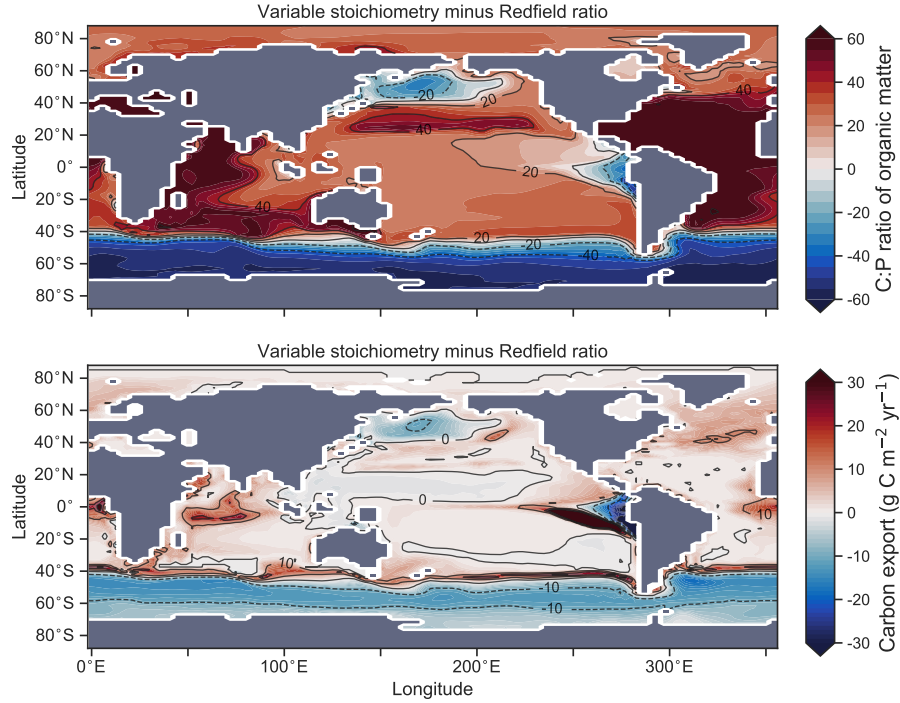 Variable stoichiometry minus Redfield ratio
80°N
60°N
40°N
20°N
0°
20°S
40°S
60°S
80°S
Latitude
20
20
40
40
20
40
20
-20
-40
60
40
20
0
-20
-40
-60
C:P ratio of organic matter
Variable stoichiometry minus Redfield ratio
80°N
60°N
40°N
20°N
0°
20°S
40°S
60°S
80°S
Latitude
0
0
10
10
-10
-10
0°E
100°E
200°E
300°E
Longitude
30
20
10
0
-10
-20
-30
Carbon export (g C m⁻² yr⁻¹)